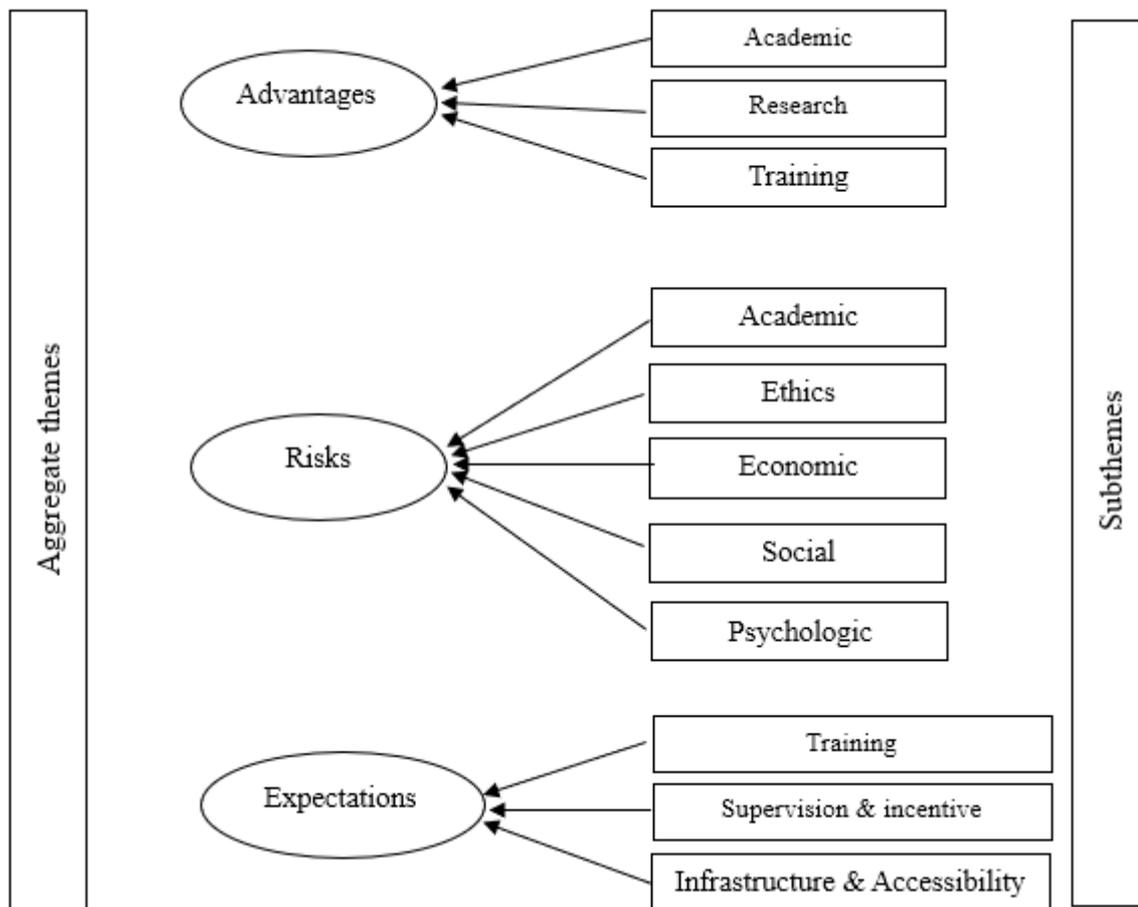 Aggregate themes
Advantages
Academic
Research
Training
Risks
Academic
Ethics
Economic
Social
Psychologic
Expectations
Training
Supervision & incentive
Infrastructure & Accessibility
Subthemes